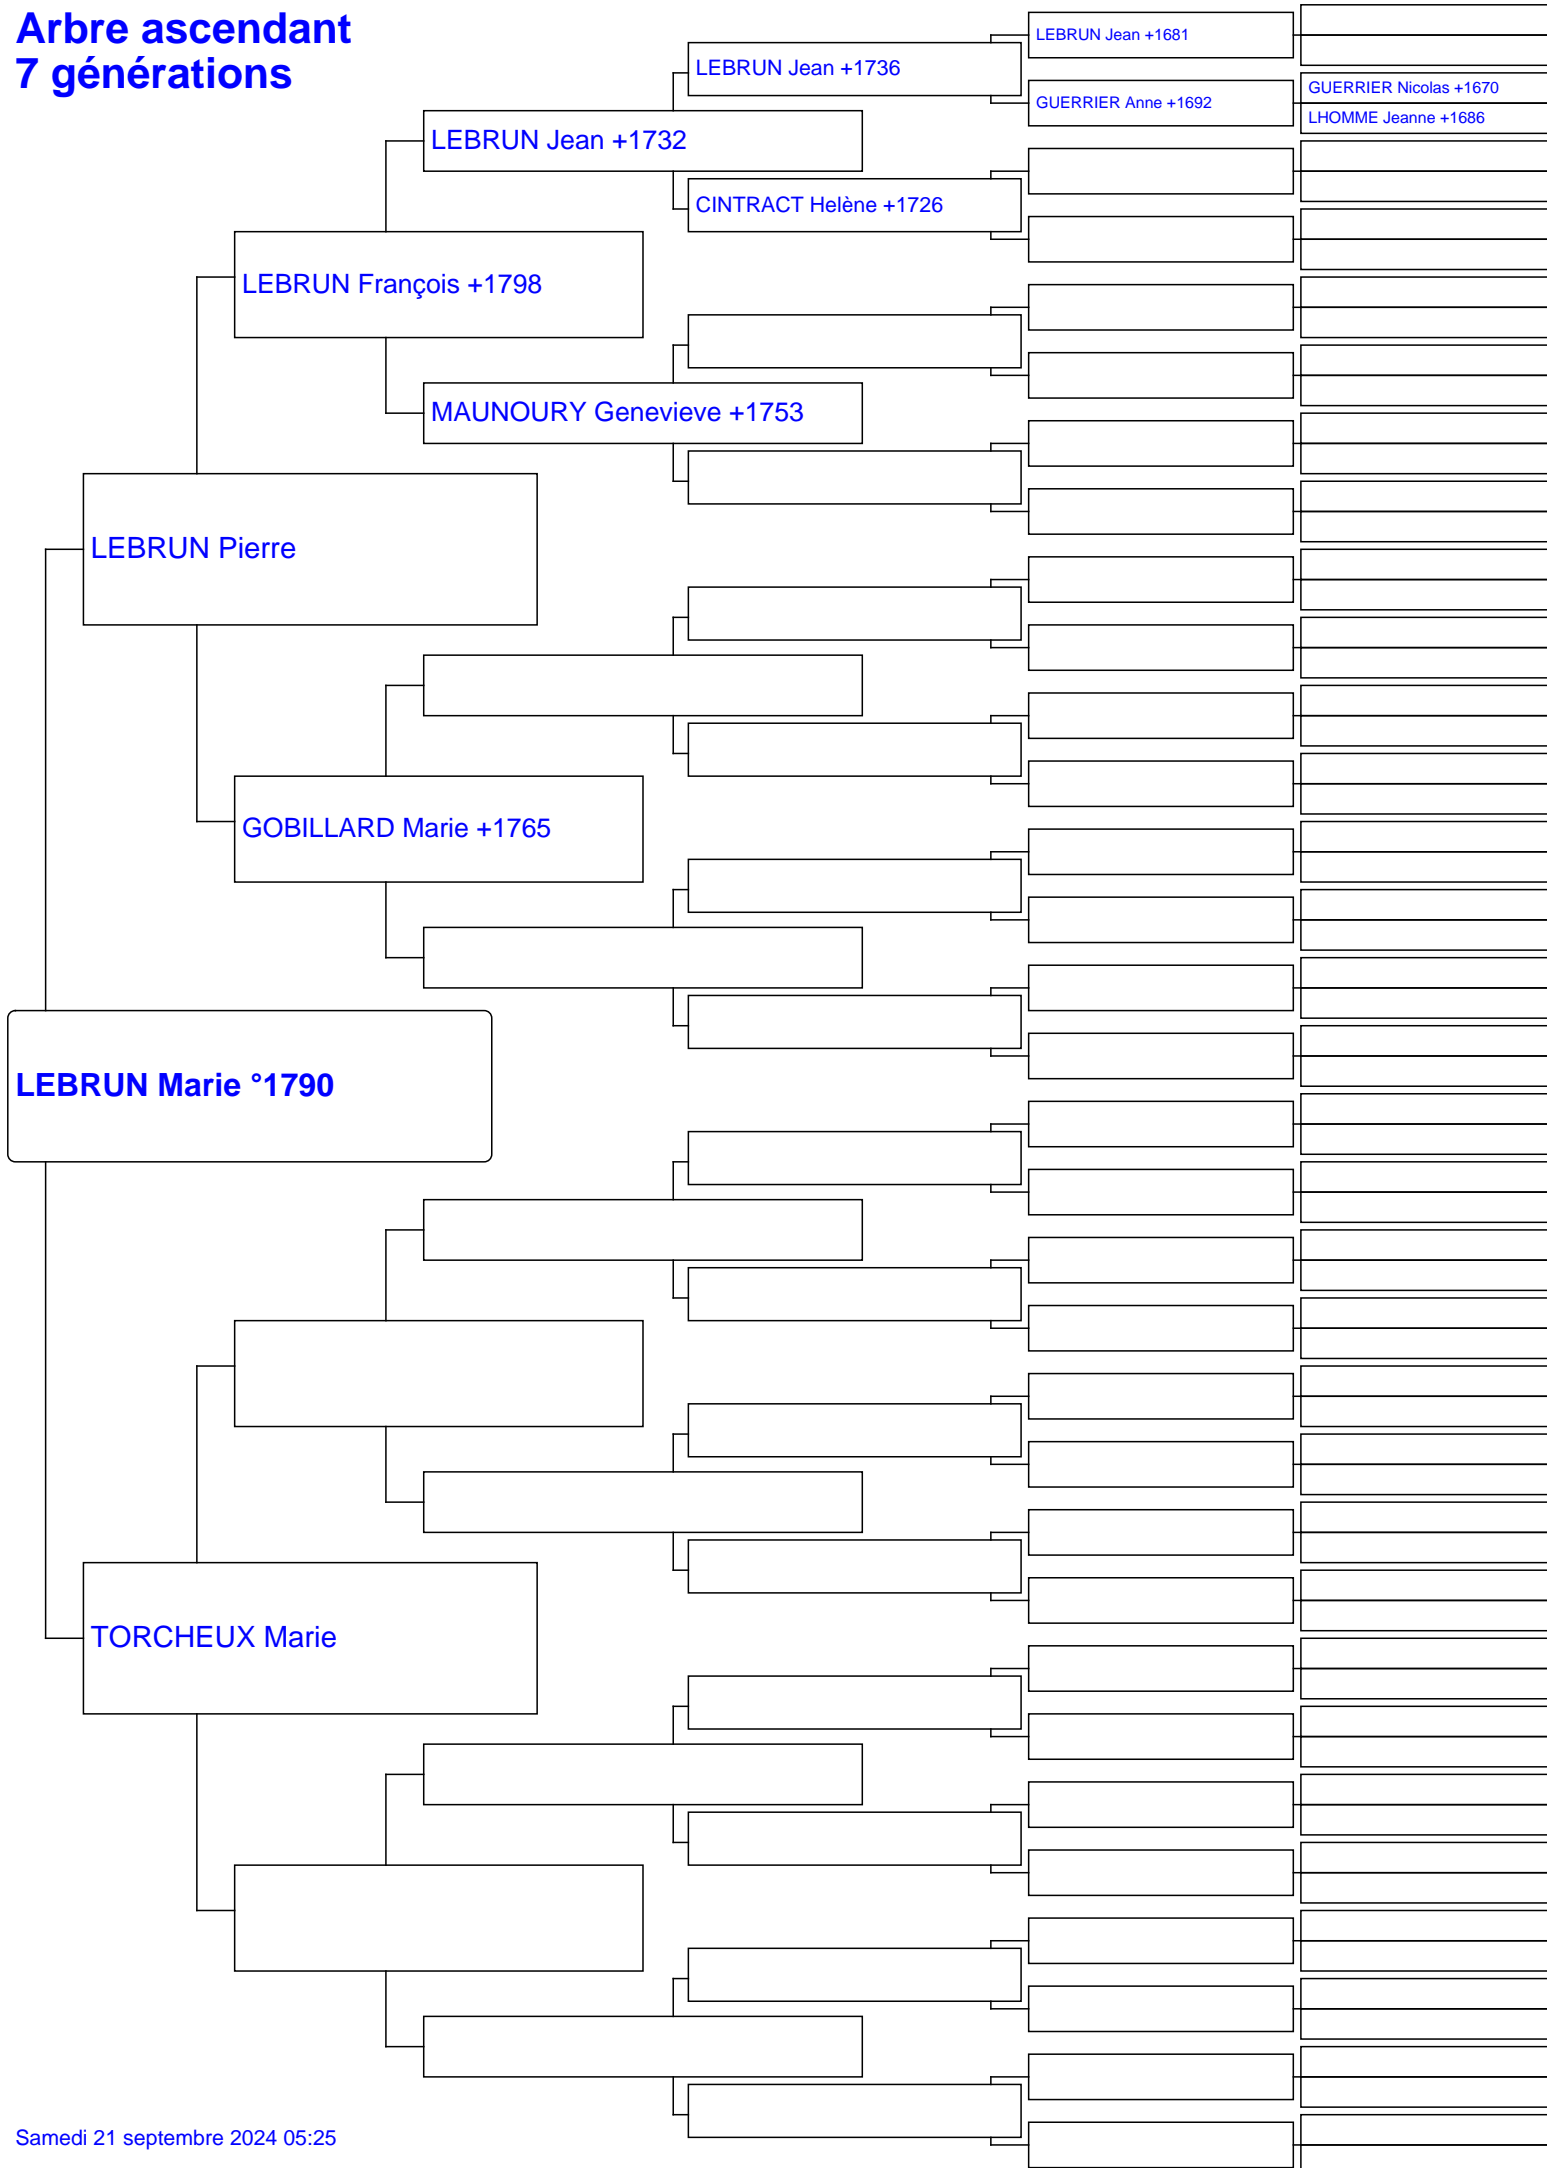 Arbre ascendant
7 générations
LEBRUN Jean +1681
LEBRUN Jean +1736
GUERRIER Nicolas +1670
GUERRIER Anne +1692
LHOMME Jeanne +1686
LEBRUN Jean +1732
CINTRACT Helène +1726
LEBRUN François +1798
MAUNOURY Genevieve +1753
LEBRUN Pierre
GOBILLARD Marie +1765
LEBRUN Marie °1790
TORCHEUX Marie
Samedi 21 septembre 2024 05:25